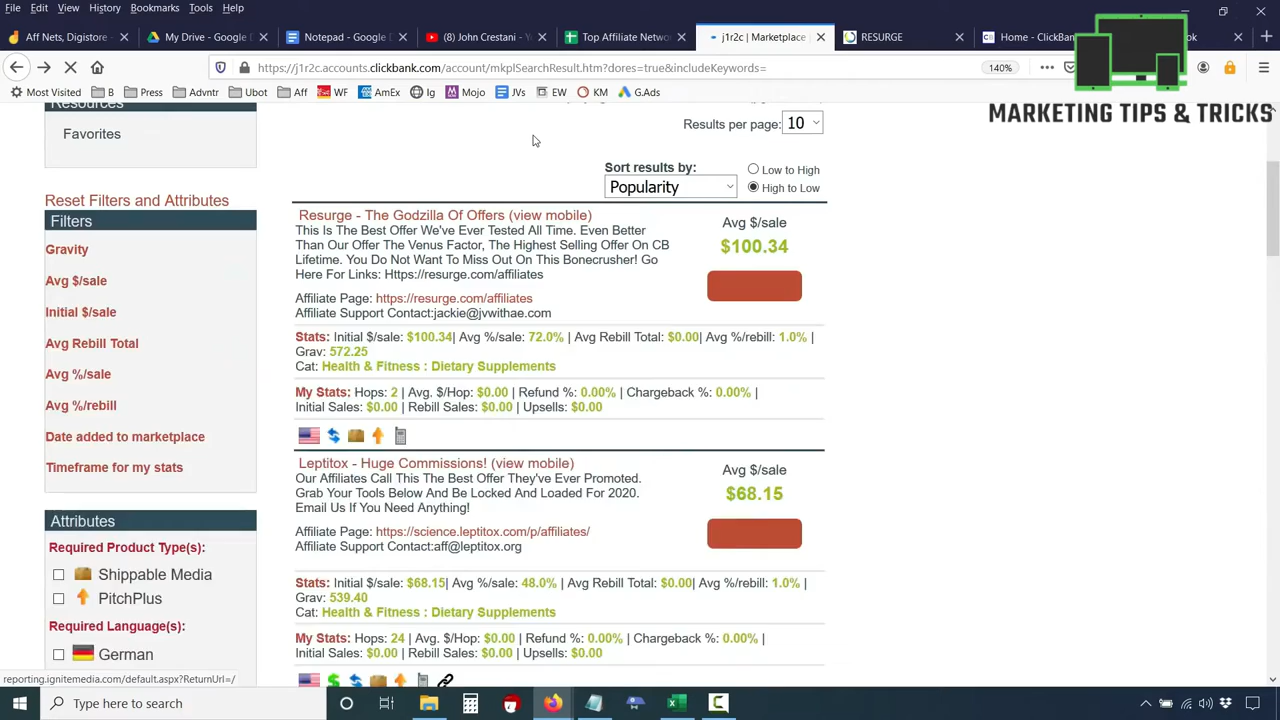 File Edit View History Bookmarks Tools Help
Aff Nets, Digistore
My Drive - Google D
Notepad - Google D
(8) John Crestani - Y
Top Affiliate Netwo
j1r2c | Marketplace
RESURGE
Home - ClickBank Co
https://j1r2c.accounts.clickbank.com/account/mkplSearchResult.htm?dores=true&includeKeywords=
140%
Most Visited B Press Advntr Ubot Aff WF AmEx Ig Mojo JVs EW KM G.Ads
MARKETING TIPS & TRICKS
Resources
Favorites
Results per page: 10
Sort results by:
Popularity
Low to High
High to Low
Reset Filters and Attributes
Filters
Gravity
Avg $/sale
Initial $/sale
Avg Rebill Total
Avg %/sale
Avg %/rebill
Date added to marketplace
Timeframe for my stats
Attributes
Required Product Type(s):
Shippable Media
PitchPlus
Required Language(s):
German
Resurge - The Godzilla Of Offers (view mobile)
This Is The Best Offer We've Ever Tested All Time. Even Better
Than Our Offer The Venus Factor, The Highest Selling Offer On CB
Lifetime. You Do Not Want To Miss Out On This Bonecrusher! Go
Here For Links: Https://resurge.com/affiliates
Avg $/sale
$100.34
Affiliate Page: https://resurge.com/affiliates
Affiliate Support Contact:jackie@jvwithae.com
Stats: Initial $/sale: $100.34| Avg %/sale: 72.0% | Avg Rebill Total: $0.00| Avg %/rebill: 1.0% |
Grav: 572.25
Cat: Health & Fitness : Dietary Supplements
My Stats: Hops: 2 | Avg. $/Hop: $0.00 | Refund %: 0.00% | Chargeback %: 0.00% |
Initial Sales: $0.00 | Rebill Sales: $0.00 | Upsells: $0.00
Leptitox - Huge Commissions! (view mobile)
Our Affiliates Call This The Best Offer They've Ever Promoted.
Grab Your Tools Below And Be Locked And Loaded For 2020.
Email Us If You Need Anything!
Avg $/sale
$68.15
Affiliate Page: https://science.leptitox.com/p/affiliates/
Affiliate Support Contact:aff@leptitox.org
Stats: Initial $/sale: $68.15| Avg %/sale: 48.0% | Avg Rebill Total: $0.00| Avg %/rebill: 1.0% |
Grav: 539.40
Cat: Health & Fitness : Dietary Supplements
My Stats: Hops: 24 | Avg. $/Hop: $0.00 | Refund %: 0.00% | Chargeback %: 0.00% |
Initial Sales: $0.00 | Rebill Sales: $0.00 | Upsells: $0.00
reporting.ignitemedia.com/default.aspx?ReturnUrl=/
Type here to search